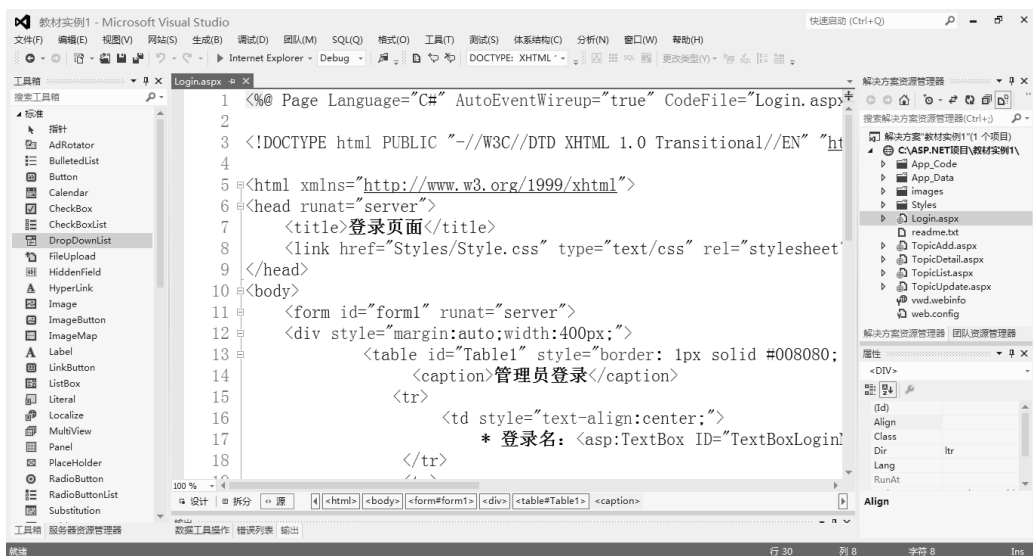 教材实例1 - Microsoft Visual Studio
快速启动 (Ctrl+Q)
文件(F) 编辑(E) 视图(V) 网站(S) 生成(B) 调试(D) 团队(M) SQL(Q) 格式(O) 工具(T) 测试(S) 体系结构(C) 分析(N) 窗口(W) 帮助(H)
Internet Explorer Debug DOCTYPE: XHTML 更改类型(Y)
工具箱
搜索工具箱
标准
指针
AdRotator
BulletedList
Button
Calendar
CheckBox
CheckBoxList
DropDownList
FileUpload
HiddenField
HyperLink
Image
ImageButton
ImageMap
Label
LinkButton
ListBox
Literal
Localize
MultiView
Panel
PlaceHolder
RadioButton
RadioButtonList
Substitution
工具箱 服务器资源管理器
Login.aspx
1 <%@ Page Language="C#" AutoEventWireup="true" CodeFile="Login.aspx
2
3 <!DOCTYPE html PUBLIC "-//W3C//DTD XHTML 1.0 Transitional//EN" "ht
4
5 <html xmlns="http://www.w3.org/1999/xhtml">
6 <head runat="server">
7 <title>登录页面</title>
8 <link href="Styles/Style.css" type="text/css" rel="stylesheet"
9 </head>
10 <body>
11 <form id="form1" runat="server">
12 <div style="margin:auto;width:400px;">
13 <table id="Table1" style="border: 1px solid #008080;
14 <caption>管理员登录</caption>
15 <tr>
16 <td style="text-align:center;">
17 * 登录名：<asp:TextBox ID="TextBoxLogin
18 </tr>
100 %
设计 拆分 源 <html> <body> <form#form1> <div> <table#Table1> <caption>
数据工具操作 错误列表 输出
解决方案资源管理器
搜索解决方案资源管理器(Ctrl+;)
解决方案"教材实例1"(1 个项目)
C:\ASP.NET项目\教材实例1\
App_Code
App_Data
images
Styles
Login.aspx
readme.txt
TopicAdd.aspx
TopicDetail.aspx
TopicList.aspx
TopicUpdate.aspx
vwd.webinfo
web.config
解决方案资源管理器 团队资源管理器
属性
<DIV>
(Id)
Align
Class
Dir ltr
Lang
RunAt
Align
就绪 行 30 列 8 字符 8 Ins